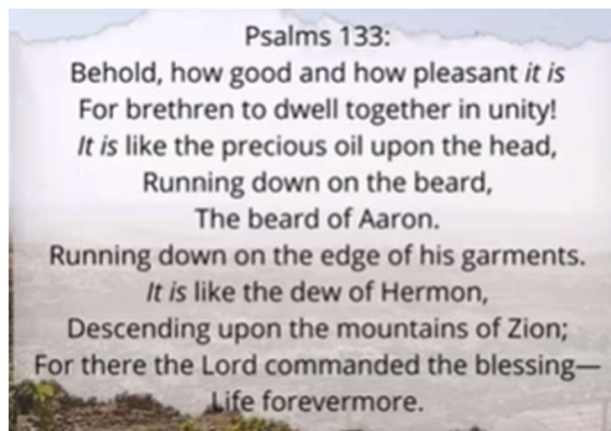 Psalms 133:
Behold, how good and how pleasant it is
For brethren to dwell together in unity!
It is like the precious oil upon the head,
Running down on the beard,
The beard of Aaron.
Running down on the edge of his garments.
It is like the dew of Hermon,
Descending upon the mountains of Zion;
For there the Lord commanded the blessing—
Life forevermore.